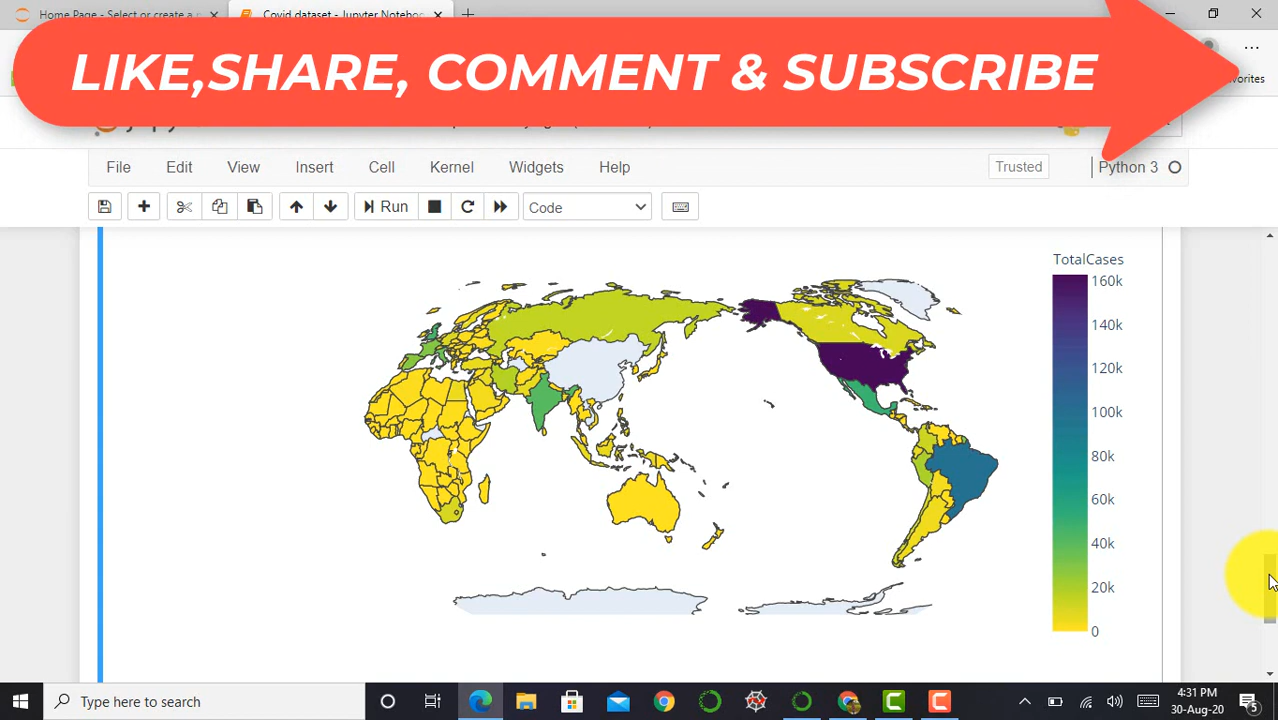 Home Page - Select or create a
Covid dataset - Jupyter Notebo
LIKE,SHARE, COMMENT & SUBSCRIBE
File Edit View Insert Cell Kernel Widgets Help Trusted Python 3
Run Code
TotalCases
160k
140k
120k
100k
80k
60k
40k
20k
0
Type here to search
4:31 PM
30-Aug-20
5